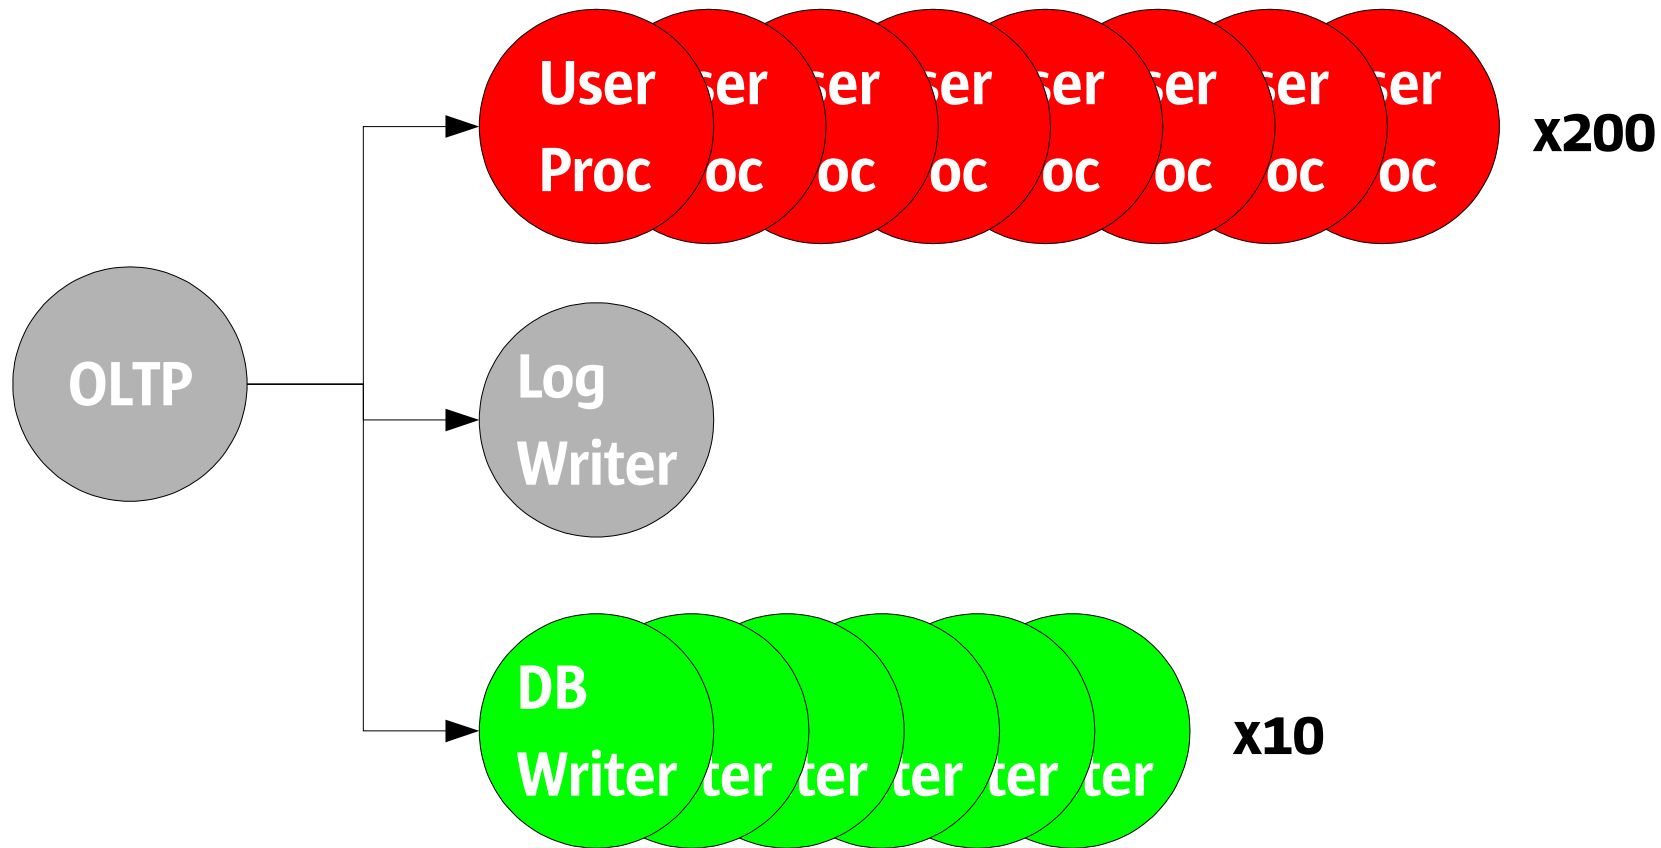 User ser ser ser ser ser ser ser
Proc oc oc oc oc oc oc oc
x200
OLTP
Log
Writer
DB
Writer ter ter ter ter ter
x10